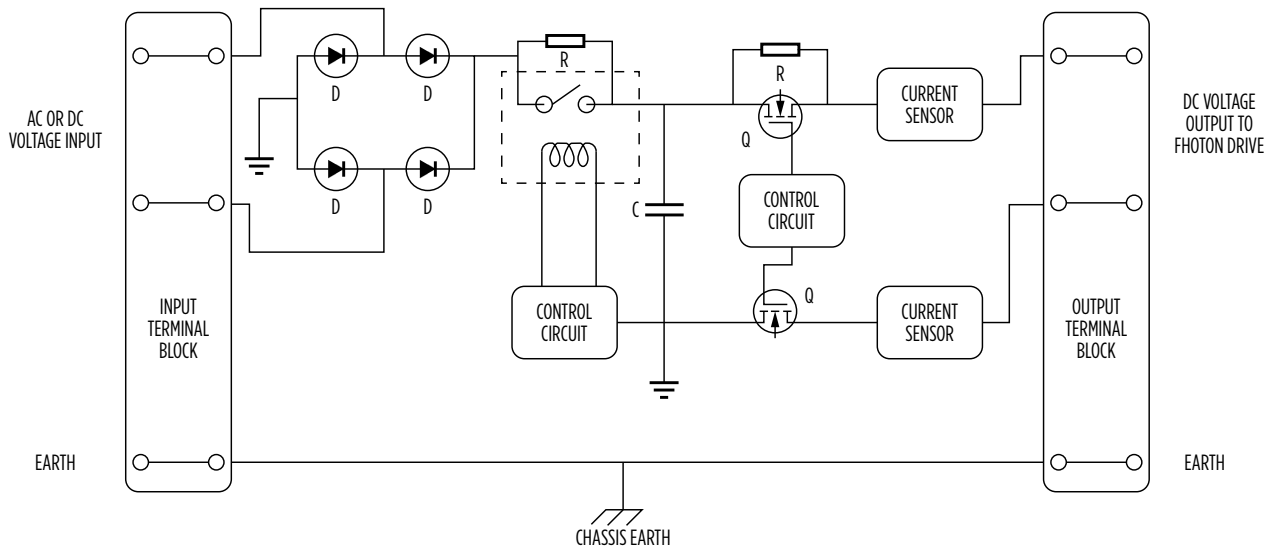 AC OR DC
VOLTAGE INPUT
INPUT
TERMINAL
BLOCK
EARTH
D
D
D
D
R
CONTROL
CIRCUIT
C
R
Q
CONTROL
CIRCUIT
Q
CURRENT
SENSOR
CURRENT
SENSOR
CHASSIS EARTH
OUTPUT
TERMINAL
BLOCK
DC VOLTAGE
OUTPUT TO
FHOTON DRIVE
EARTH